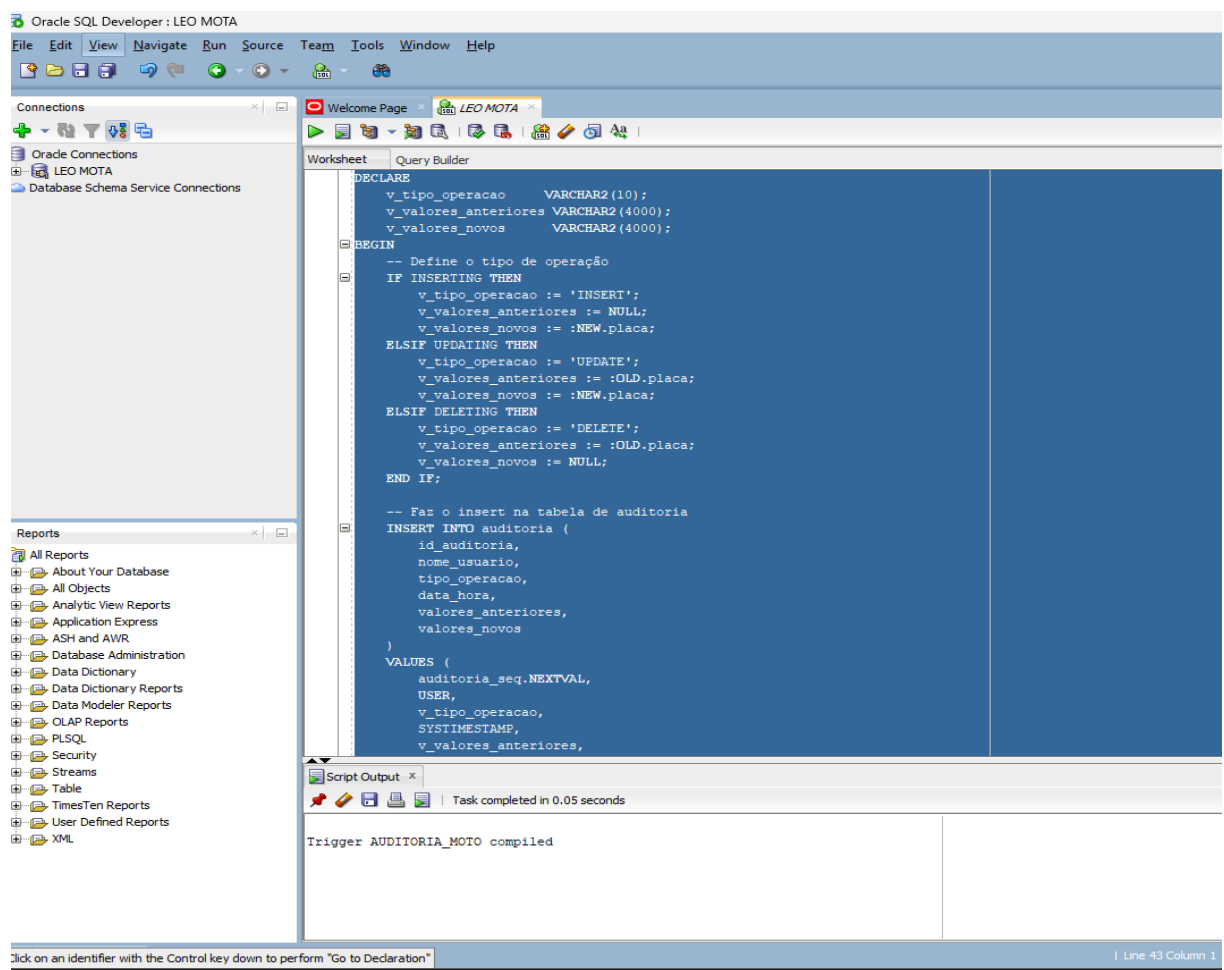 Oracle SQL Developer : LEO MOTA
File Edit View Navigate Run Source Team Tools Window Help
Connections
Oracle Connections
LEO MOTA
Database Schema Service Connections
Reports
All Reports
About Your Database
All Objects
Analytic View Reports
Application Express
ASH and AWR
Database Administration
Data Dictionary
Data Dictionary Reports
Data Modeler Reports
OLAP Reports
PLSQL
Security
Streams
Table
TimesTen Reports
User Defined Reports
XML
Welcome Page LEO MOTA
Worksheet Query Builder
DECLARE
v_tipo_operacao VARCHAR2(10);
v_valores_anteriores VARCHAR2(4000);
v_valores_novos VARCHAR2(4000);
BEGIN
-- Define o tipo de operação
IF INSERTING THEN
v_tipo_operacao := 'INSERT';
v_valores_anteriores := NULL;
v_valores_novos := :NEW.placa;
ELSIF UPDATING THEN
v_tipo_operacao := 'UPDATE';
v_valores_anteriores := :OLD.placa;
v_valores_novos := :NEW.placa;
ELSIF DELETING THEN
v_tipo_operacao := 'DELETE';
v_valores_anteriores := :OLD.placa;
v_valores_novos := NULL;
END IF;
-- Faz o insert na tabela de auditoria
INSERT INTO auditoria (
id_auditoria,
nome_usuario,
tipo_operacao,
data_hora,
valores_anteriores,
valores_novos
)
VALUES (
auditoria_seq.NEXTVAL,
USER,
v_tipo_operacao,
SYSTIMESTAMP,
v_valores_anteriores,
Script Output
Task completed in 0.05 seconds
Trigger AUDITORIA_MOTO compiled
Click on an identifier with the Control key down to perform "Go to Declaration"
| Line 43 Column 1